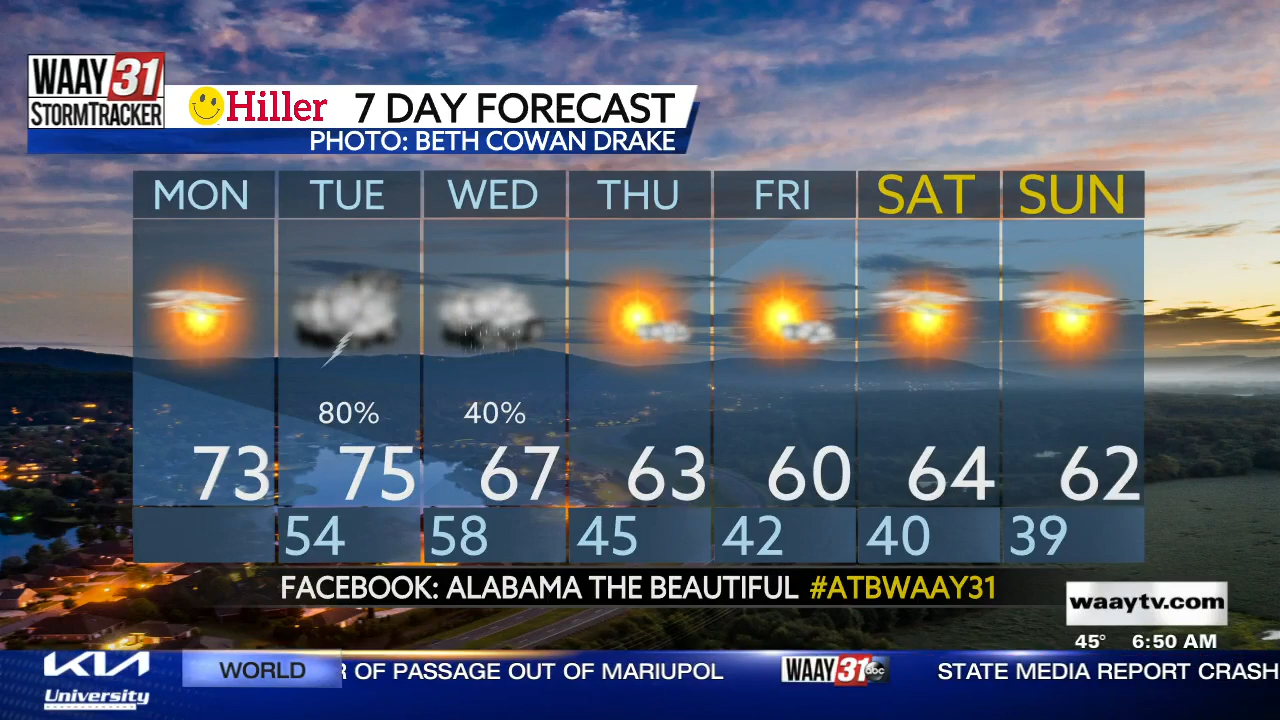 WAAY 31
STORMTRACKER
Hiller 7 DAY FORECAST
PHOTO: BETH COWAN DRAKE
MON TUE WED THU FRI SAT SUN
80% 40%
73 75 67 63 60 64 62
54 58 45 42 40 39
FACEBOOK: ALABAMA THE BEAUTIFUL #ATBWAAY31
waaytv.com
45° 6:50 AM
KIA
University
WORLD R OF PASSAGE OUT OF MARIUPOL WAAY 31 abc STATE MEDIA REPORT CRASH